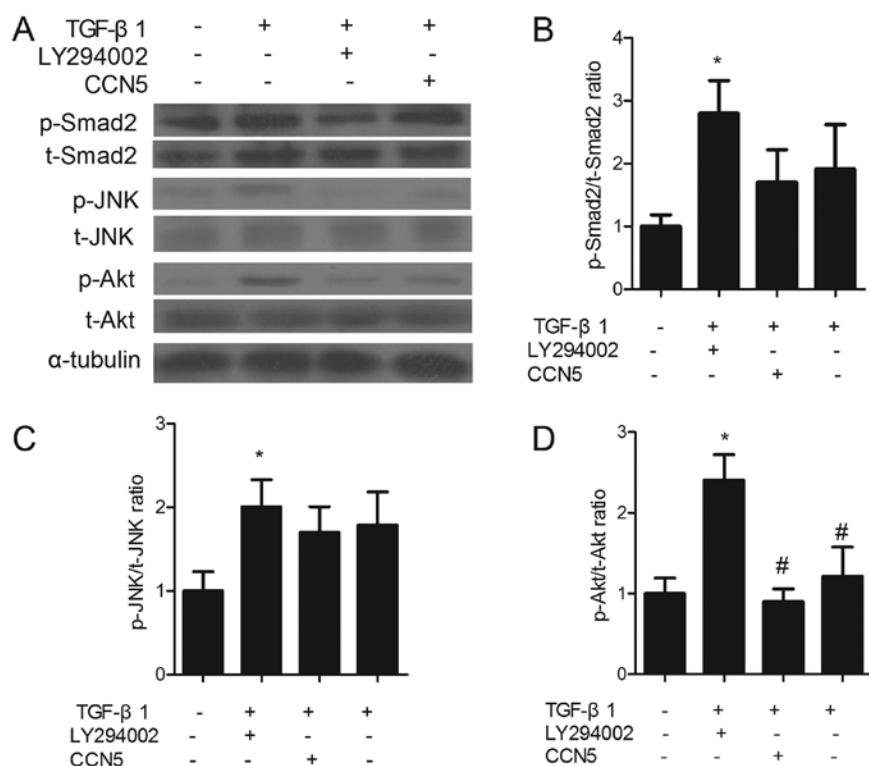 A
TGF-β 1 - + + +
LY294002 - - + -
CCN5 - - - +
p-Smad2
t-Smad2
p-JNK
t-JNK
p-Akt
t-Akt
α-tubulin
B
p-Smad2/t-Smad2 ratio
4
3
2
1
0
*
TGF-β 1 - + + +
LY294002 - + - -
CCN5 - - + -
C
p-JNK/t-JNK ratio
3
2
1
0
*
TGF-β 1 - + + +
LY294002 - + - -
CCN5 - - + -
D
p-Akt/t-Akt ratio
3
2
1
0
*
#
#
TGF-β 1 - + + +
LY294002 - + - -
CCN5 - - + -